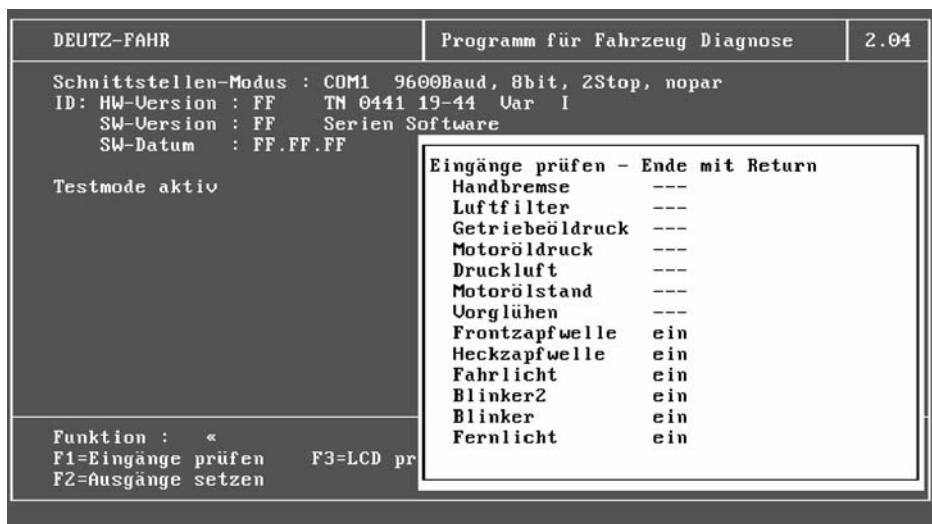 DEUTZ-FAHR
Programm für Fahrzeug Diagnose
2.04
Schnittstellen-Modus : COM1 9600Baud, 8bit, 2Stop, nopar
ID: HW-Version : FF TN 0441 19-44 Var I
SW-Version : FF Serien Software
SW-Datum : FF.FF.FF
Testmode aktiv
Eingänge prüfen - Ende mit Return
Handbremse ---
Luftfilter ---
Getriebeöldruck ---
Motoröldruck ---
Druckluft ---
Motorölstand ---
Vorglühen ---
Frontzapfwelle ein
Heckzapfwelle ein
Fahrlicht ein
Blinker2 ein
Blinker ein
Fernlicht ein
Funktion : «
F1=Eingänge prüfen F3=LCD pr
F2=Ausgänge setzen